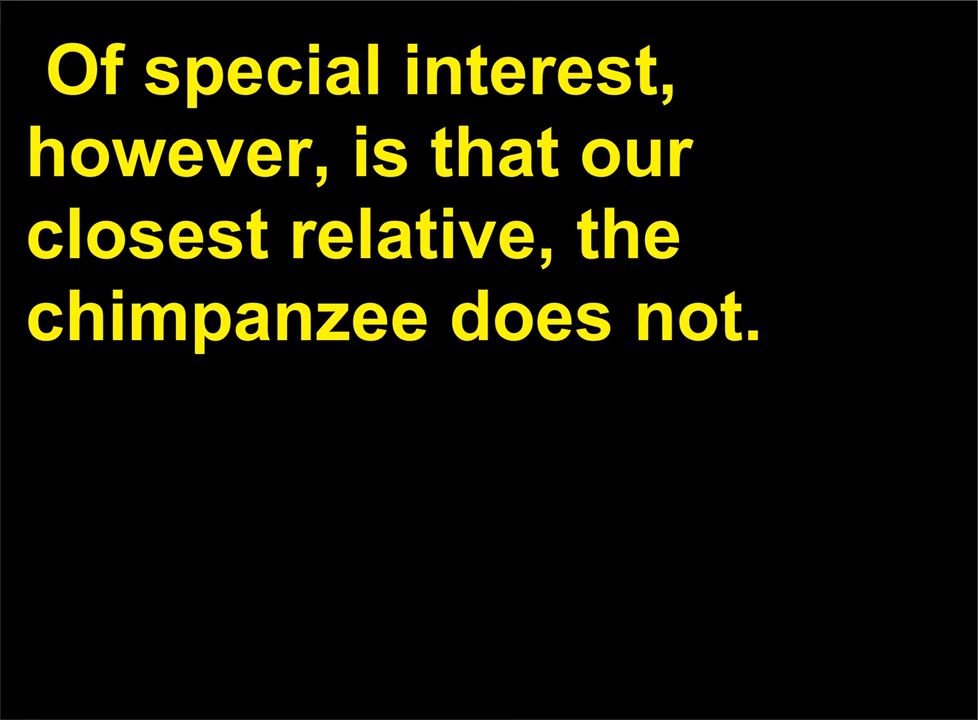 Of special interest,
however, is that our
closest relative, the
chimpanzee does not.